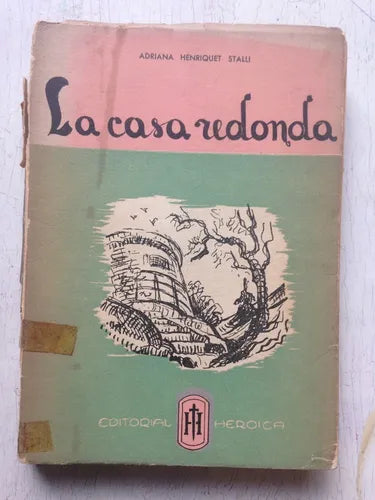 ADRIANA HENRIQUET STALLI
La casa redonda
EDITORIAL H HEROICA